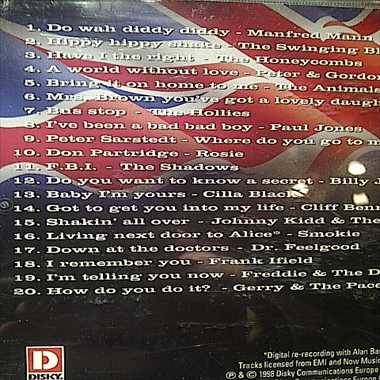 1. Do wah diddy diddy - Manfred Mann
2. Hippy hippy shake - The Swinging Bl
3. Have I the right - The Honeycombs
4. A world without love - Peter & Gordon
5. Bring it on home to me - The Animals
6. Mrs. Brown you've got a lovely daugh
7. Bus stop - The Hollies
8. I've been a bad bad boy - Paul Jones
9. Peter Sarstedt - Where do you go to m
10. Don Partridge - Rosie
11. F.B.I. - The Shadows
12. Do you want to know a secret - Billy J
13. Baby I'm yours - Cilla Black
14. Got to get you into my life - Cliff Benn
15. Shakin' all over - Johnny Kidd & The
16. Living next door to Alice* - Smokie
17. Down at the doctors - Dr. Feelgood
18. I remember you - Frank Ifield
19. I'm telling you now - Freddie & The D
20. How do you do it? - Gerry & The Pace
*Digital re-recording with Alan Ba
Tracks licensed from EMI and Now Music
℗ & © 1998 Disky Communications Europe
D
DISKY